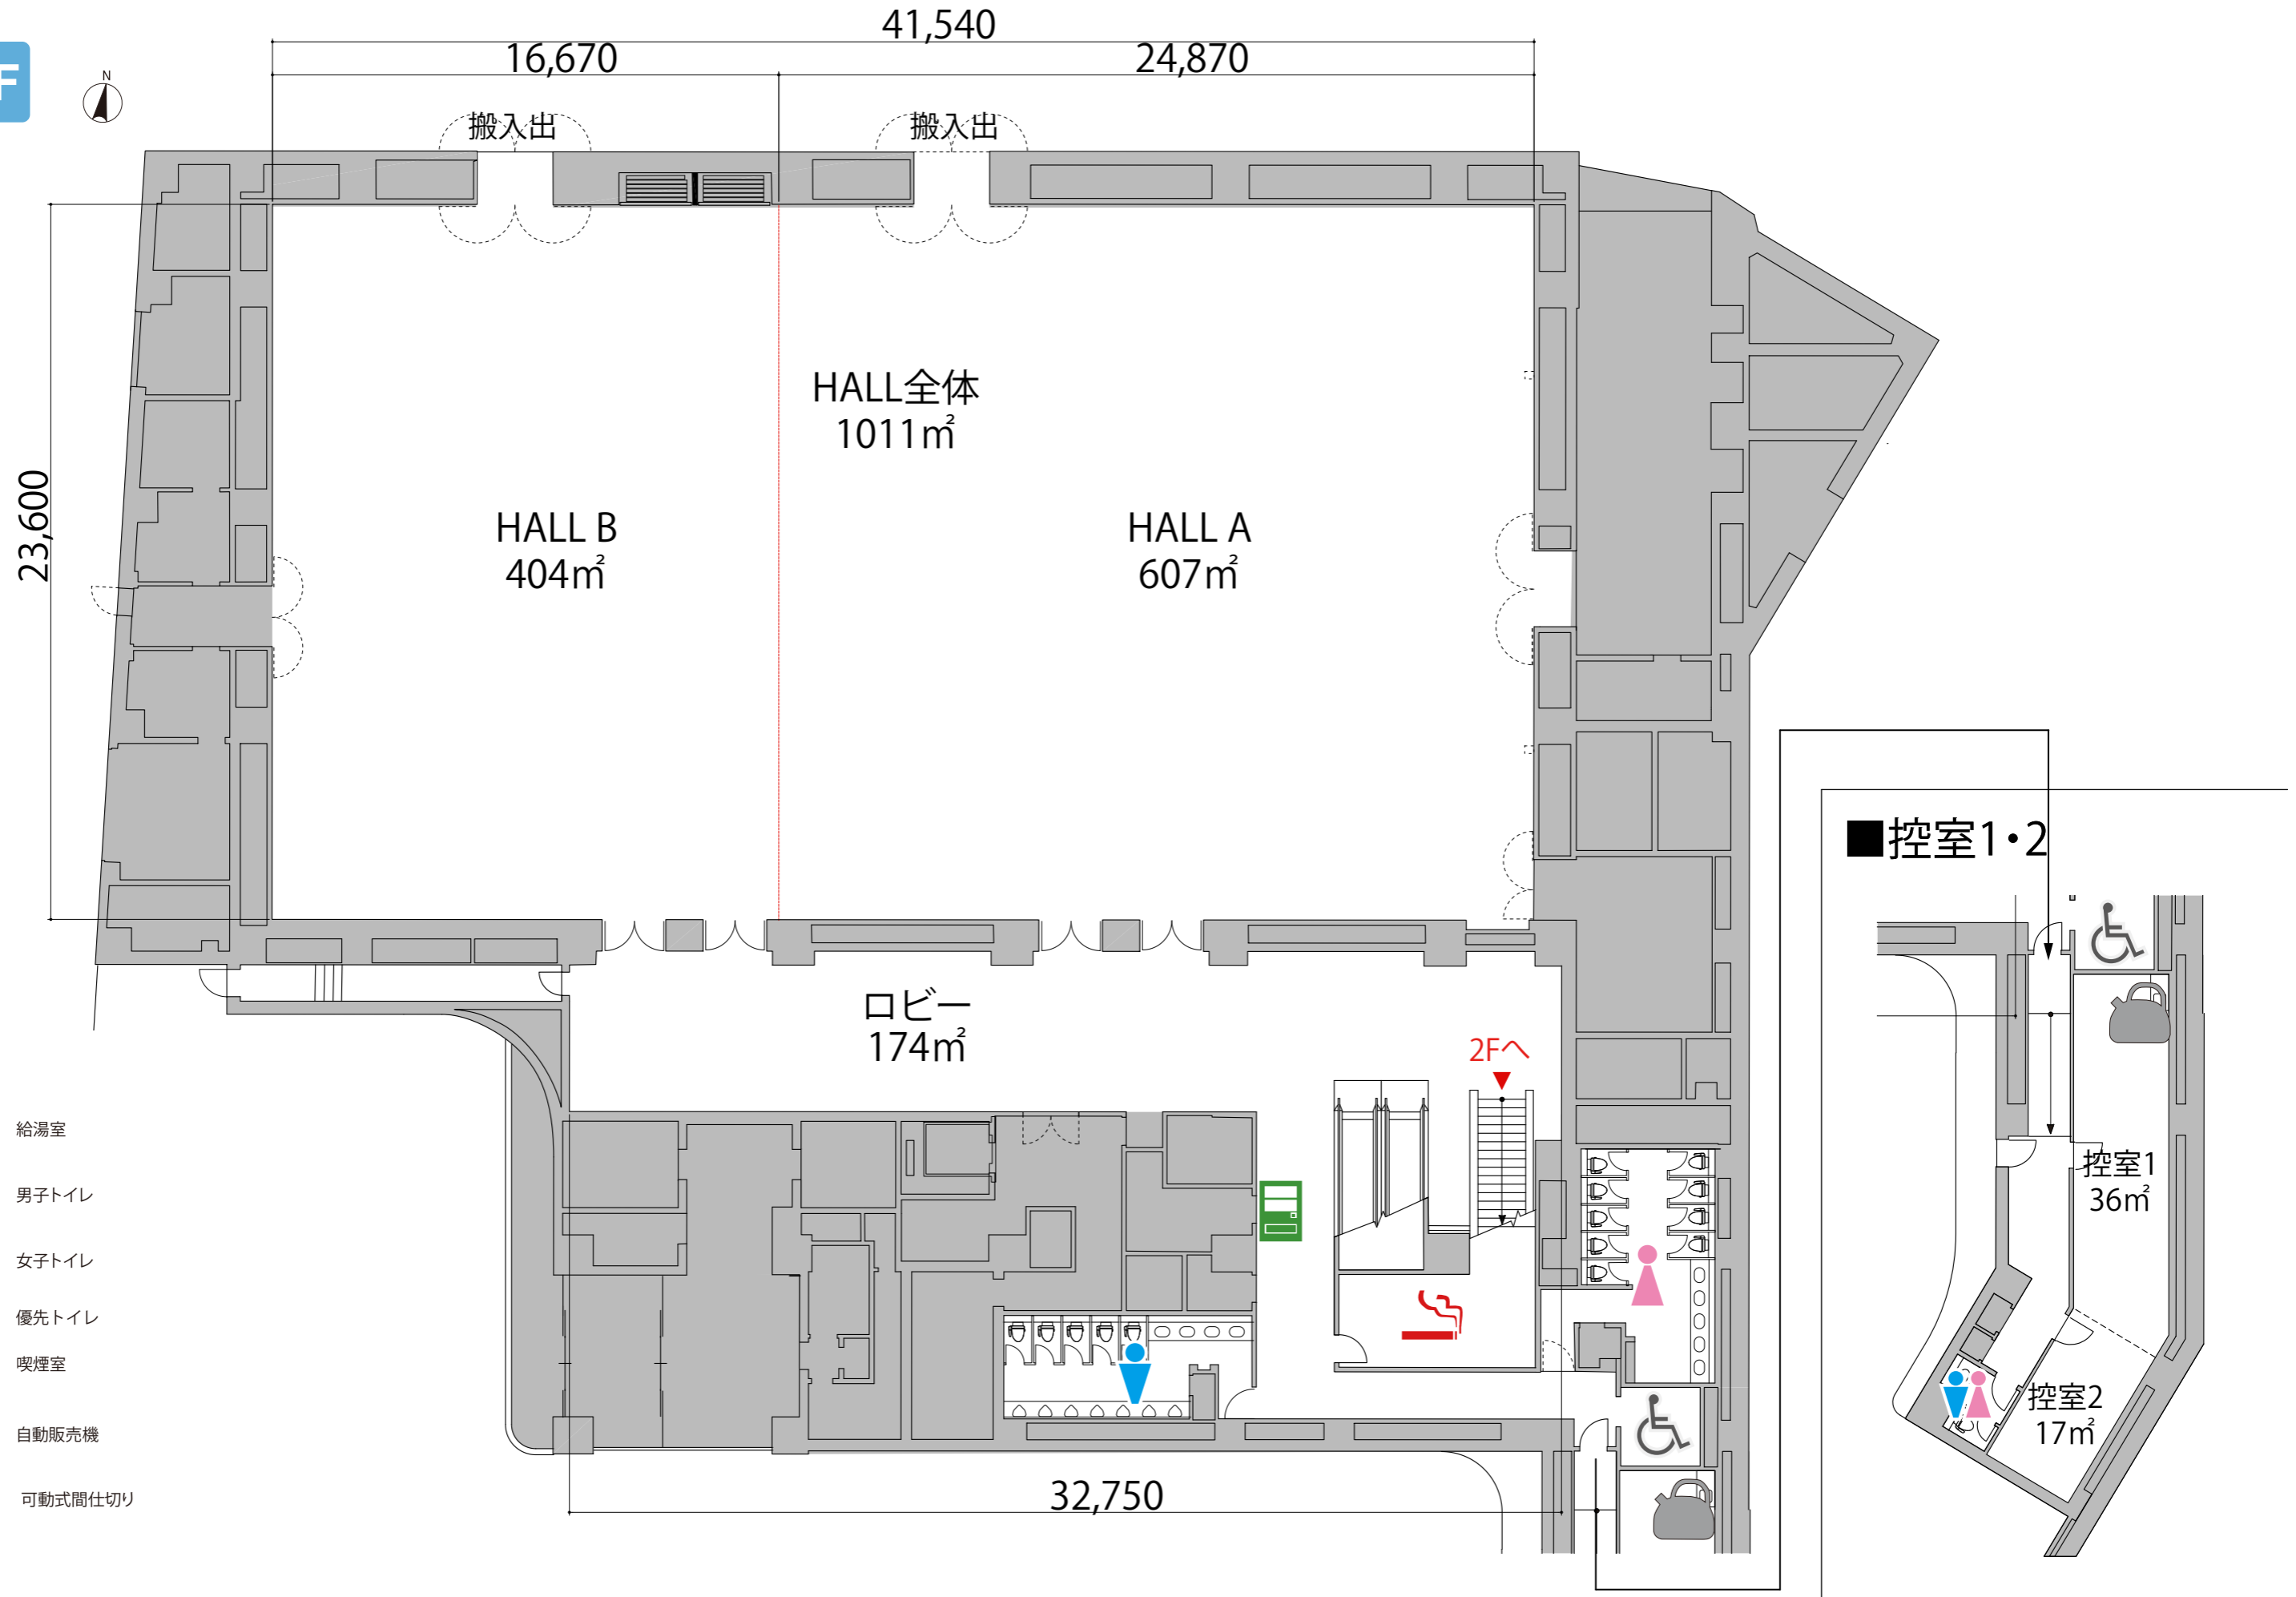 41,540
16,670
24,870
F
N
搬入出
搬入出
23,600
HALL全体
1011㎡
HALL B
404㎡
HALL A
607㎡
■控室1・2
ロビー
174㎡
2Fへ
給湯室
男子トイレ
女子トイレ
優先トイレ
喫煙室
自動販売機
可動式間仕切り
控室1
36㎡
控室2
17㎡
32,750